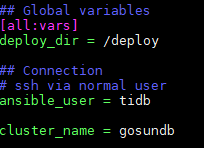 ## Global variables
[all:vars]
deploy_dir = /deploy
## Connection
# ssh via normal user
ansible_user = tidb
cluster_name = gosundb